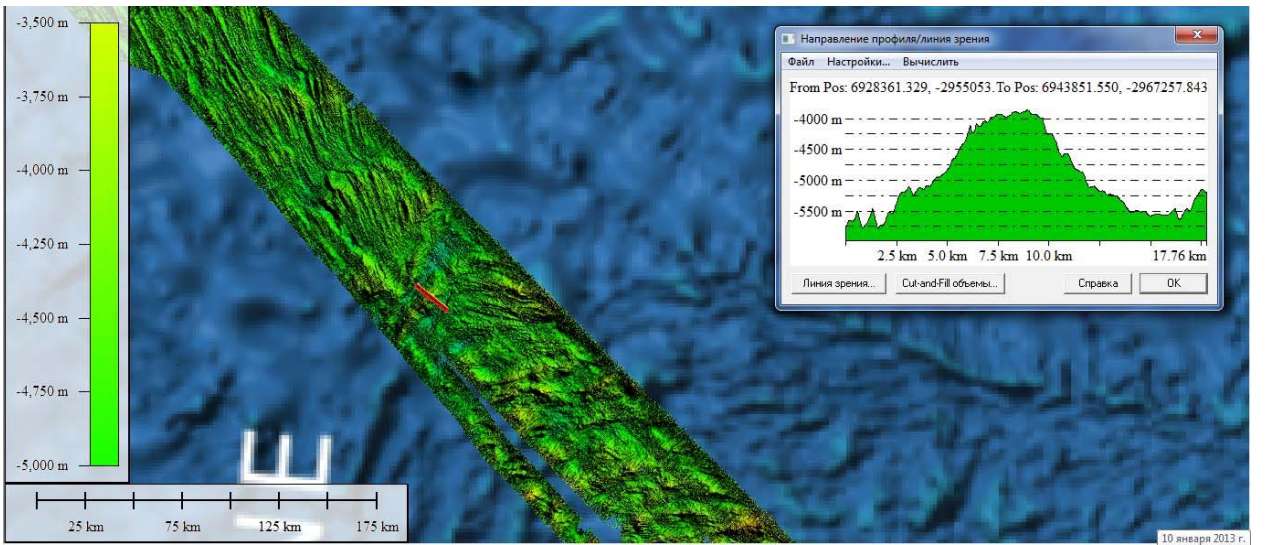 -3,500 m
-3,750 m
-4,000 m
-4,250 m
-4,500 m
-4,750 m
-5,000 m
25 km 75 km 125 km 175 km
E
Направление профиля/линия зрения
Файл Настройки... Вычислить
From Pos: 6928361.329, -2955053.To Pos: 6943851.550, -2967257.843
-4000 m
-4500 m
-5000 m
-5500 m
2.5 km 5.0 km 7.5 km 10.0 km 17.76 km
Линия зрения... Cut-and-Fill объемы... Справка OK
10 января 2013 г.